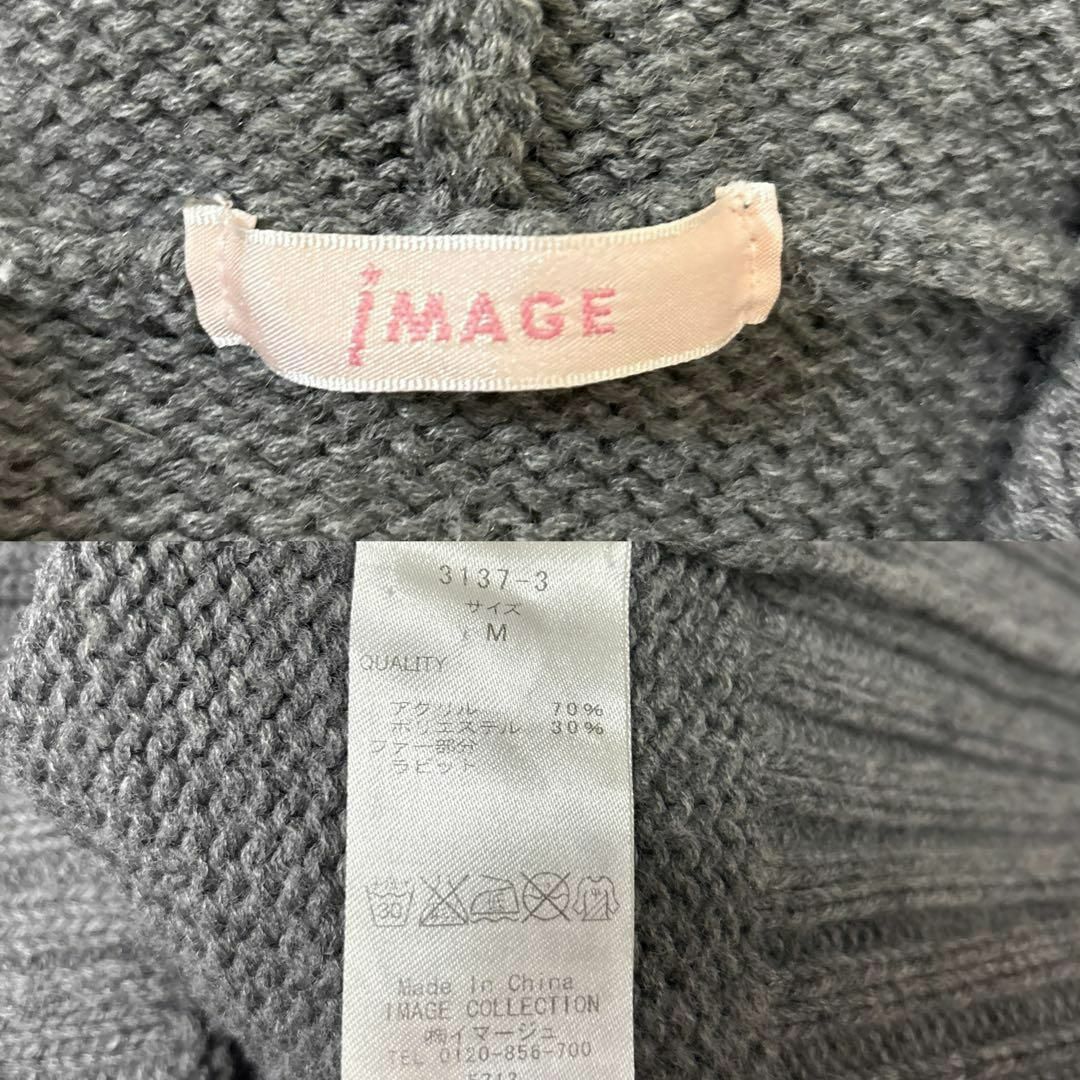 iMAGE
3137-3
サイズ
M
QUALITY
アクリル 70%
ポリエステル 30%
ファー部分
ラビット
30
Made In China
IMAGE COLLECTION
㈱イマージュ
TEL 0120-856-700
5713